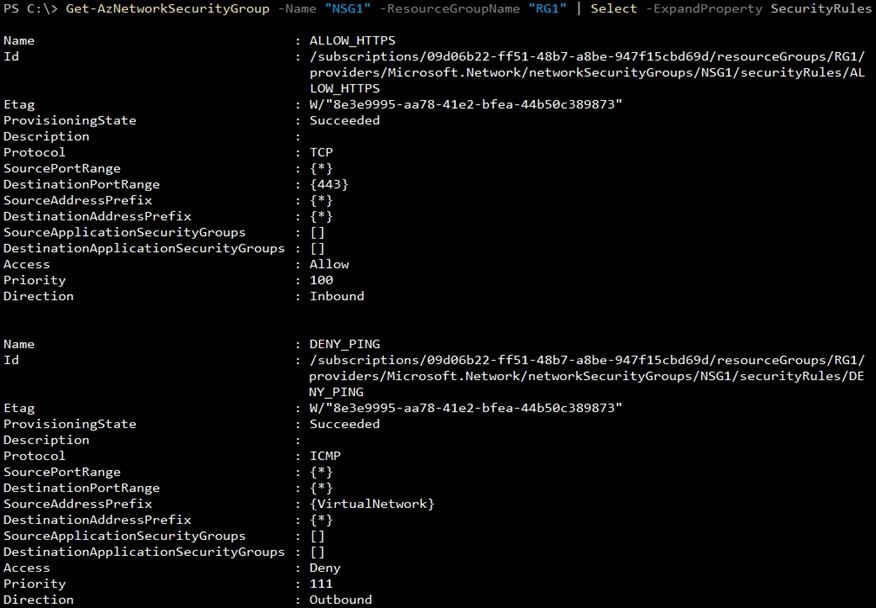 PS C:\> Get-AzNetworkSecurityGroup -Name "NSG1" -ResourceGroupName "RG1" | Select -ExpandProperty SecurityRules
Name : ALLOW_HTTPS
Id : /subscriptions/09d06b22-ff51-48b7-a8be-947f15cbd69d/resourceGroups/RG1/
providers/Microsoft.Network/networkSecurityGroups/NSG1/securityRules/AL
LOW_HTTPS
Etag : W/"8e3e9995-aa78-41e2-bfea-44b50c389873"
ProvisioningState : Succeeded
Description :
Protocol : TCP
SourcePortRange : {*}
DestinationPortRange : {443}
SourceAddressPrefix : {*}
DestinationAddressPrefix : {*}
SourceApplicationSecurityGroups : []
DestinationApplicationSecurityGroups : []
Access : Allow
Priority : 100
Direction : Inbound
Name : DENY_PING
Id : /subscriptions/09d06b22-ff51-48b7-a8be-947f15cbd69d/resourceGroups/RG1/
providers/Microsoft.Network/networkSecurityGroups/NSG1/securityRules/DE
NY_PING
Etag : W/"8e3e9995-aa78-41e2-bfea-44b50c389873"
ProvisioningState : Succeeded
Description :
Protocol : ICMP
SourcePortRange : {*}
DestinationPortRange : {*}
SourceAddressPrefix : {VirtualNetwork}
DestinationAddressPrefix : {*}
SourceApplicationSecurityGroups : []
DestinationApplicationSecurityGroups : []
Access : Deny
Priority : 111
Direction : Outbound